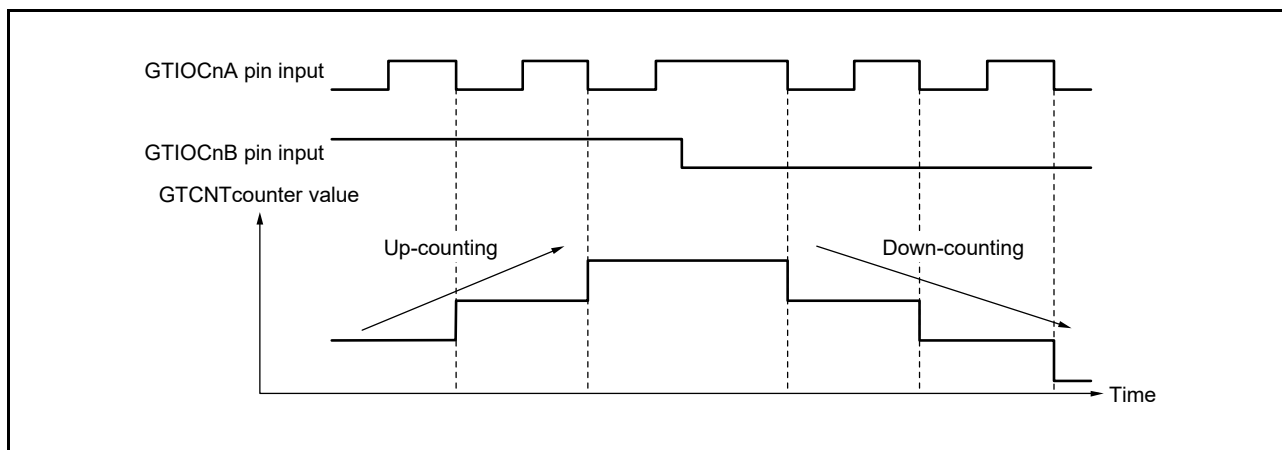 GTIOCnA pin input
GTIOCnB pin input
GTCNTcounter value
Up-counting
Down-counting
Time